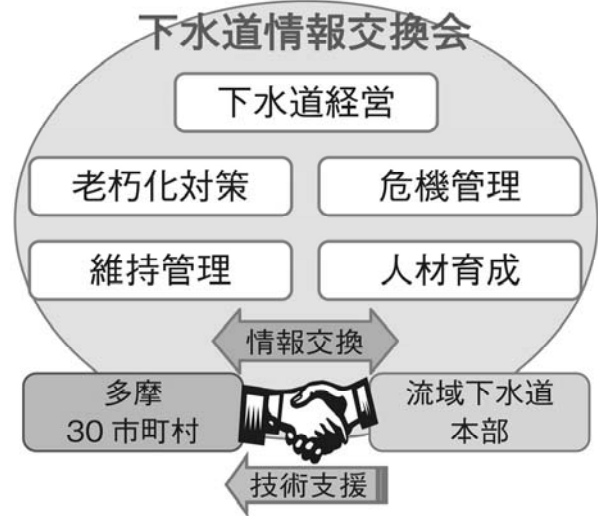 下水道情報交換会
下水道経営
老朽化対策
危機管理
維持管理
人材育成
情報交換
多摩
30市町村
流域下水道
本部
技術支援